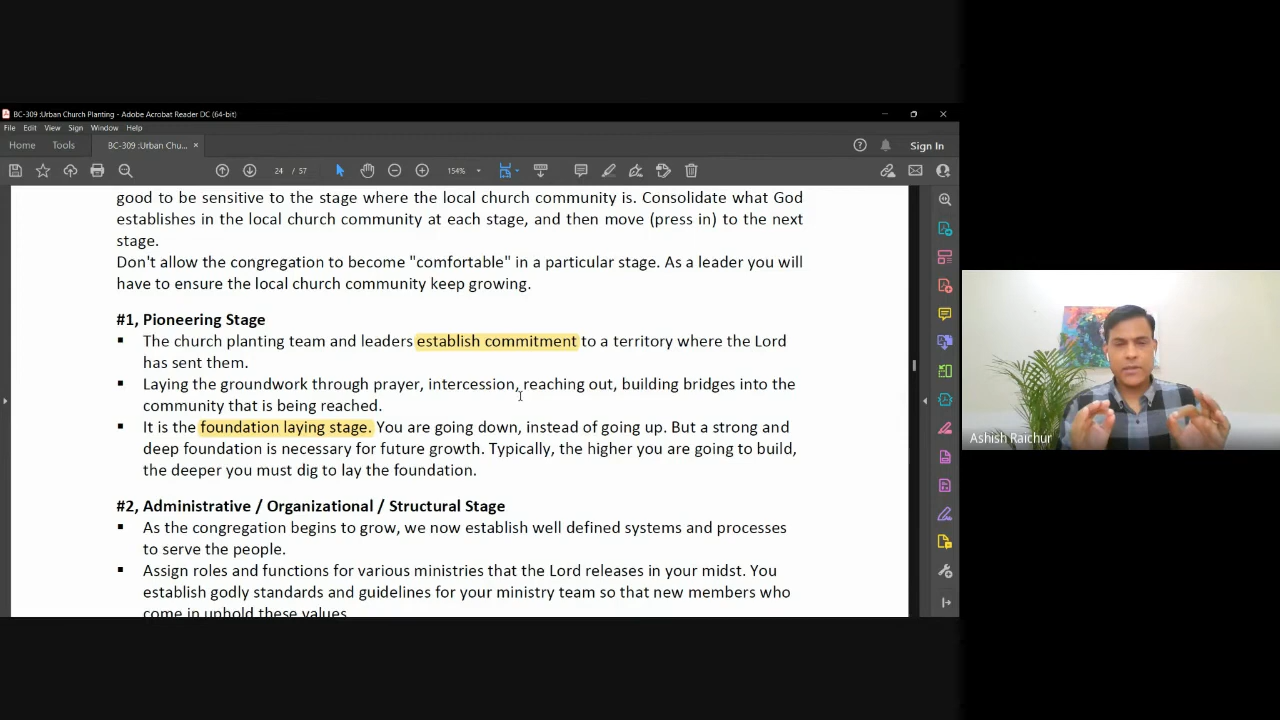 BC-309 :Urban Church Planting - Adobe Acrobat Reader DC (64-bit)
File Edit View Sign Window Help
Home Tools BC-309 :Urban Chu... × Sign In
24 / 57 154%
good to be sensitive to the stage where the local church community is. Consolidate what God
establishes in the local church community at each stage, and then move (press in) to the next
stage.
Don't allow the congregation to become "comfortable" in a particular stage. As a leader you will
have to ensure the local church community keep growing.
#1, Pioneering Stage
▪ The church planting team and leaders establish commitment to a territory where the Lord
has sent them.
▪ Laying the groundwork through prayer, intercession, reaching out, building bridges into the
community that is being reached.
▪ It is the foundation laying stage. You are going down, instead of going up. But a strong and
deep foundation is necessary for future growth. Typically, the higher you are going to build,
the deeper you must dig to lay the foundation.
#2, Administrative / Organizational / Structural Stage
▪ As the congregation begins to grow, we now establish well defined systems and processes
to serve the people.
▪ Assign roles and functions for various ministries that the Lord releases in your midst. You
establish godly standards and guidelines for your ministry team so that new members who
come in uphold these values.
Ashish Raichur